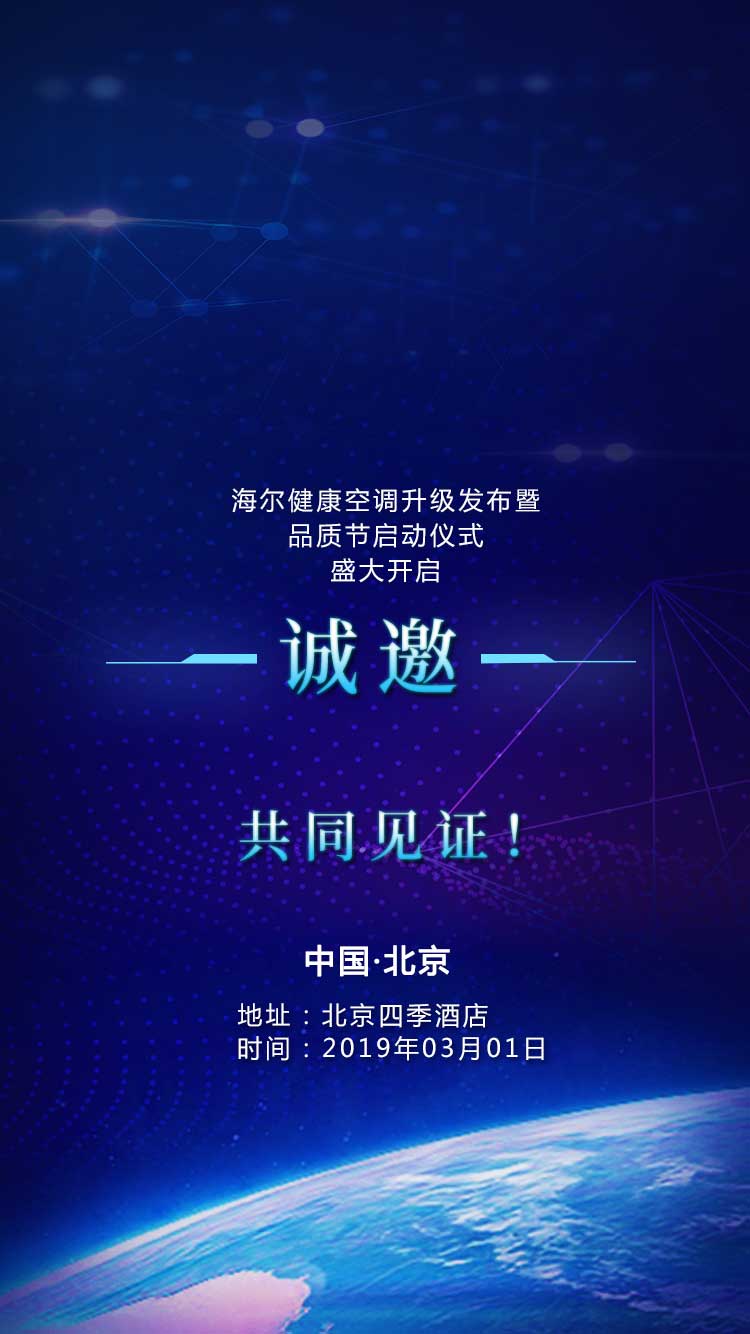 海尔健康空调升级发布暨
品质节启动仪式
盛大开启
诚邀
共同见证！
中国·北京
地址：北京四季酒店
时间：2019年03月01日